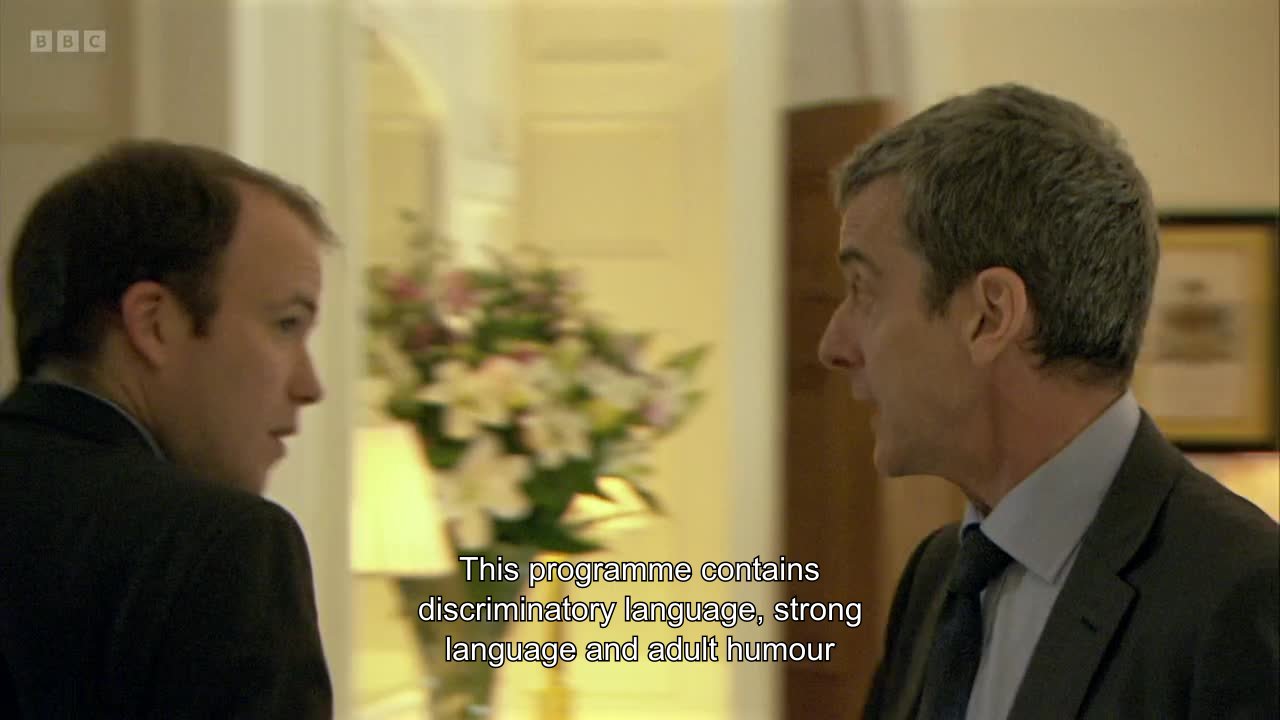 BBC
This programme contains
discriminatory language, strong
language and adult humour